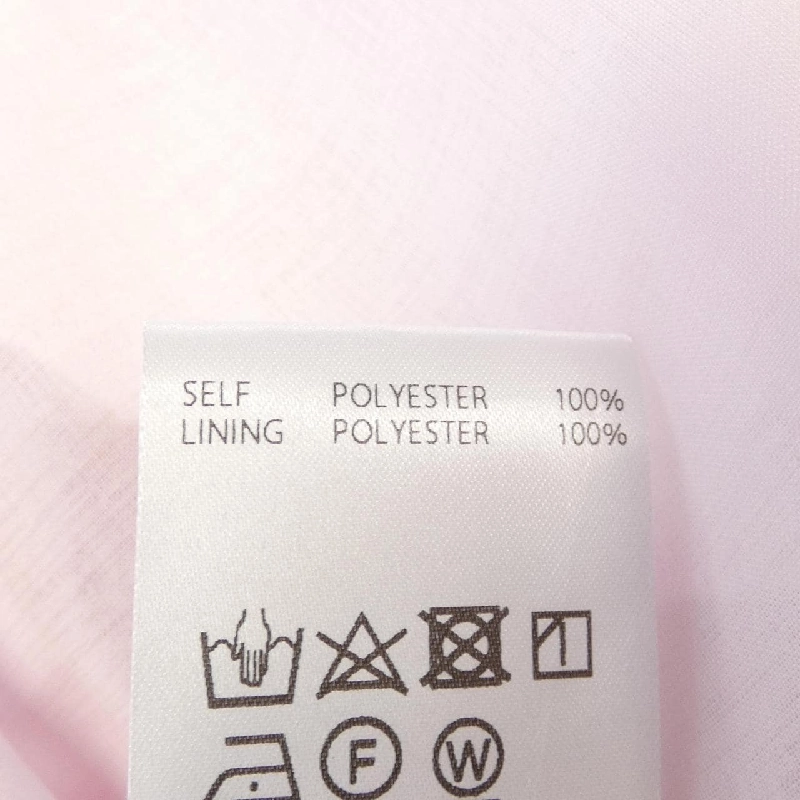 SELF POLYESTER 100%
LINING POLYESTER 100%
F W